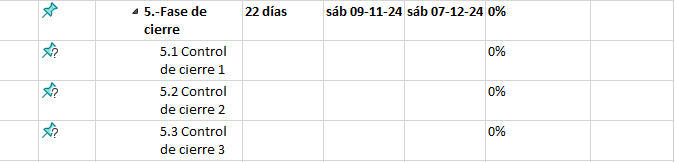 5.-Fase de cierre 22 días sáb 09-11-24 sáb 07-12-24 0%
5.1 Control de cierre 1 0%
5.2 Control de cierre 2 0%
5.3 Control de cierre 3 0%